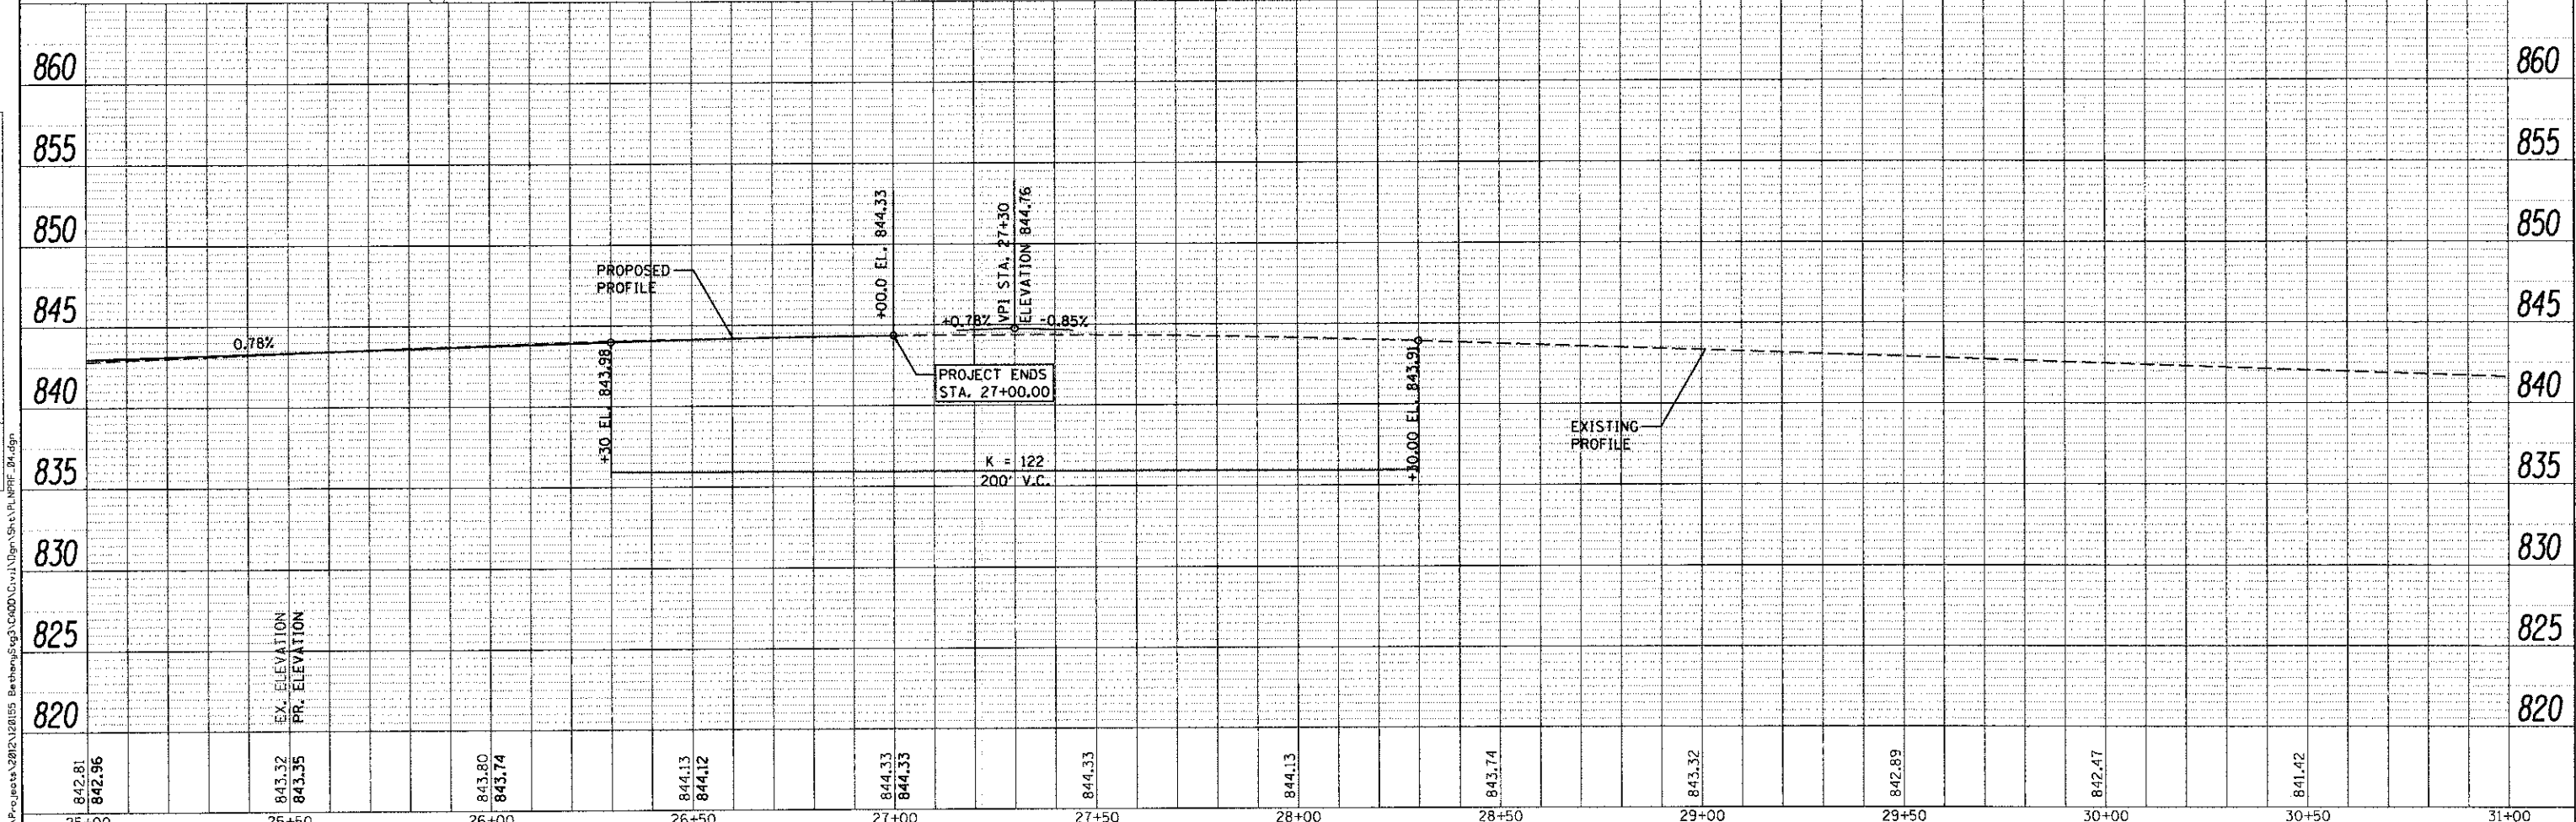 860 860
855 855
850 850
845 845
840 840
835 835
830 830
825 825
820 820
PROPOSED
PROFILE
0.78%
+30 EL. 843.98
+00.0 EL. 844.33
VPI STA. 27+30
ELEVATION 844.76
+0.78% -0.85%
PROJECT ENDS
STA. 27+00.00
K = 122
200' V.C.
+30.00 EL. 843.91
EXISTING
PROFILE
EX. ELEVATION
PR. ELEVATION
842.81
842.96
843.32
843.35
843.80
843.74
844.13
844.12
844.33
844.33
844.33
844.13
843.74
843.32
842.89
842.47
841.42
25+00 25+50 26+00 26+50 27+00 27+50 28+00 28+50 29+00 29+50 30+00 30+50 31+00